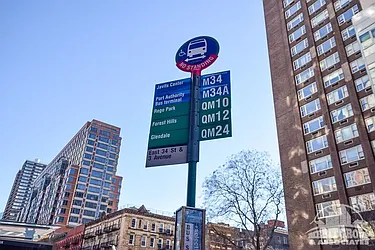 NO STANDING
Javits Center M34
Port Authority M34A
Bus Terminal
Rego Park QM10
Forest Hills QM12
Glendale QM24
East 34 St &
3 Avenue